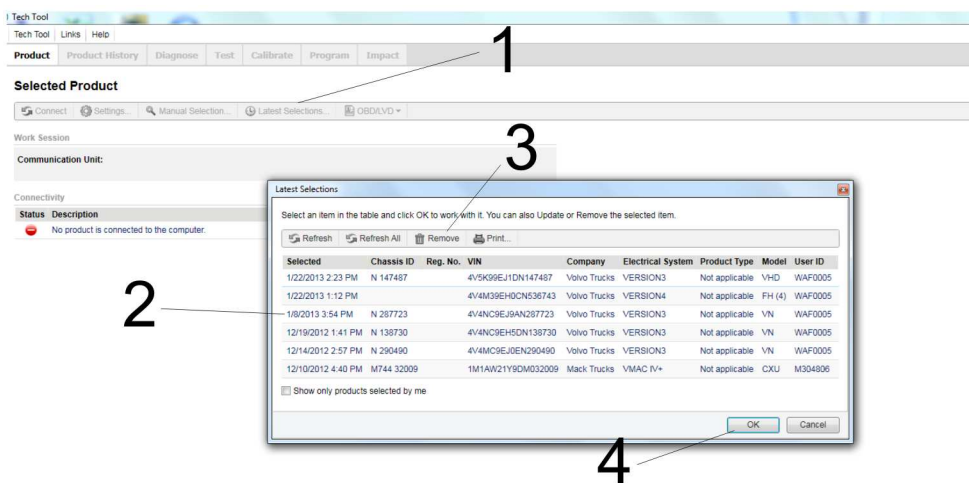 Tech Tool
Tech Tool Links Help
Product Product History Diagnose Test Calibrate Program Impact
1
Selected Product
Connect Settings... Manual Selection... Latest Selections... OBD/LVD
Work Session
Communication Unit:
3
Connectivity
Status Description
No product is connected to the computer.
Latest Selections
Select an item in the table and click OK to work with it. You can also Update or Remove the selected item.
Refresh Refresh All Remove Print...
Selected Chassis ID Reg. No. VIN Company Electrical System Product Type Model User ID
1/22/2013 2:23 PM N 147487 4V5K99EJ1DN147487 Volvo Trucks VERSION3 Not applicable VHD WAF0005
1/22/2013 1:12 PM 4V4M39EH0CN536743 Volvo Trucks VERSION4 Not applicable FH (4) WAF0005
2
1/8/2013 3:54 PM N 287723 4V4NC9EJ9AN287723 Volvo Trucks VERSION3 Not applicable VN WAF0005
12/19/2012 1:41 PM N 138730 4V4NC9EH5DN138730 Volvo Trucks VERSION3 Not applicable VN WAF0005
12/14/2012 2:57 PM N 290490 4V4MC9EJ0EN290490 Volvo Trucks VERSION3 Not applicable VN WAF0005
12/10/2012 4:40 PM M744 32009 1M1AW21Y9DM032009 Mack Trucks VMAC IV+ Not applicable CXU M304806
Show only products selected by me
OK Cancel
4